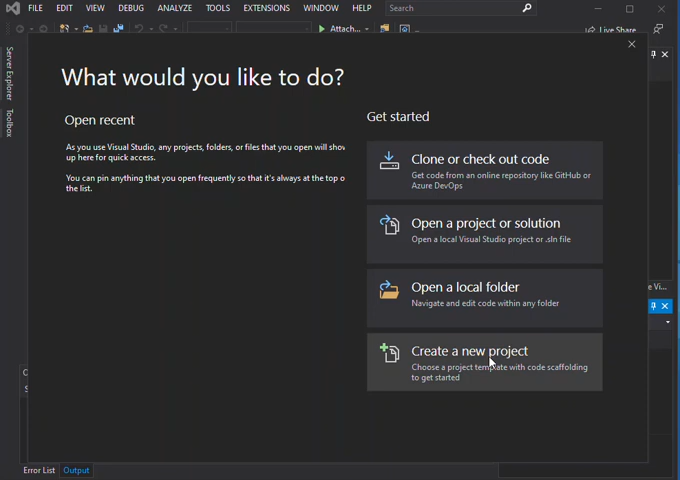 FILE EDIT VIEW DEBUG ANALYZE TOOLS EXTENSIONS WINDOW HELP Search
Attach...
Live Share
Server Explorer
Toolbox
What would you like to do?
Open recent
As you use Visual Studio, any projects, folders, or files that you open will show
up here for quick access.
You can pin anything that you open frequently so that it's always at the top o
the list.
Get started
Clone or check out code
Get code from an online repository like GitHub or
Azure DevOps
Open a project or solution
Open a local Visual Studio project or .sln file
Open a local folder
Navigate and edit code within any folder
Create a new project
Choose a project template with code scaffolding
to get started
e Vi...
Error List Output